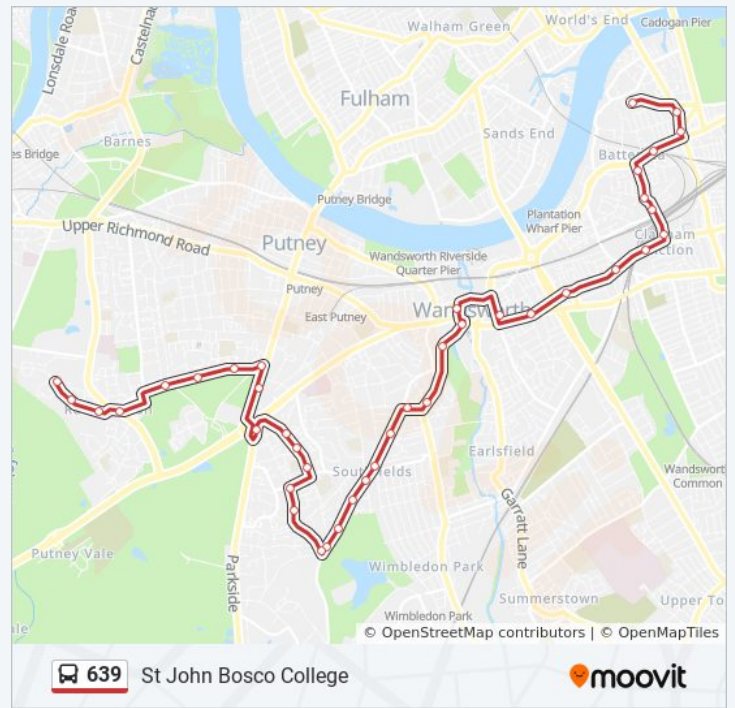 World's End
Cadogan Pier
Walham Green
Lonsdale Road
Castelnau
Fulham
Sands End
Barnes
es Bridge
Battersea
Putney Bridge
Plantation
Wharf Pier
Upper Richmond Road
Putney
Clapham
Junction
Wandsworth Riverside
Quarter Pier
Putney
East Putney
Wandsworth
Earlsfield
Southfields
Wandsworth
Common
Garratt Lane
Putney Vale
Parkside
Wimbledon Park
Summerstown
Upper To
Wimbledon Park
ale
© OpenStreetMap contributors | © OpenMapTiles
639 St John Bosco College
moovit